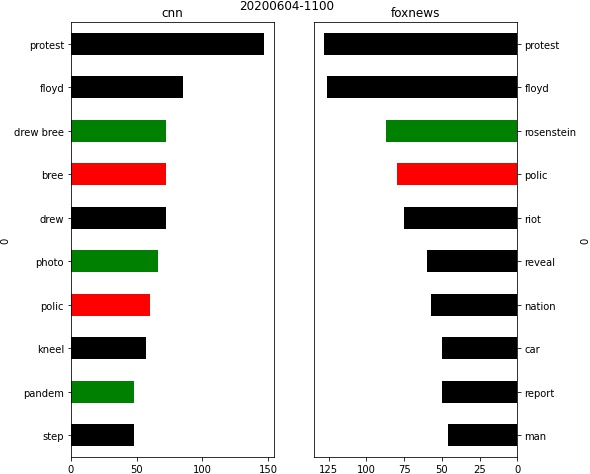 20200604-1100
cnn
foxnews
protest
floyd
drew bree
bree
drew
photo
polic
kneel
pandem
step
0
0 50 100 150
protest
floyd
rosenstein
polic
riot
reveal
nation
car
report
man
0
125 100 75 50 25 0